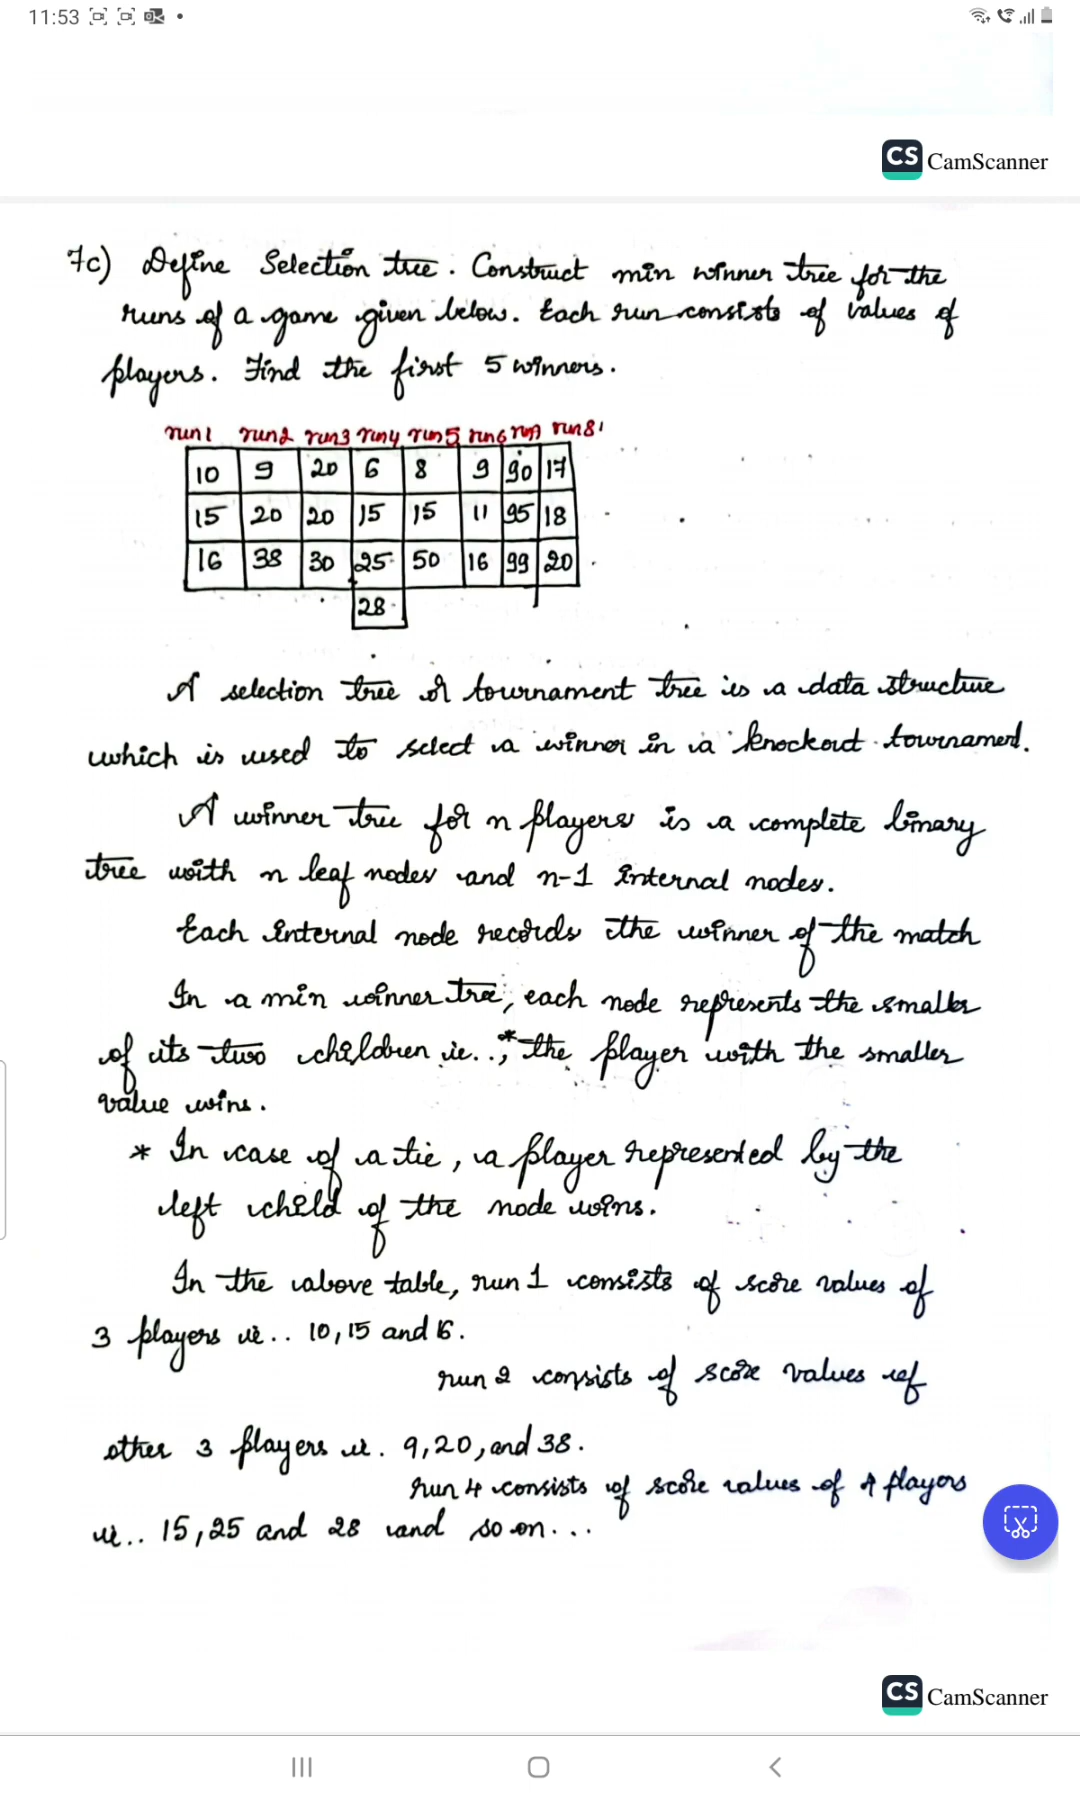 11:53
CS CamScanner
7c) Define Selection tree. Construct min winner tree for the
runs of a game given below. Each run consists of values of
players. Find the first 5 winners.
run1 run2 run3 run4 run5 run6 run7 run8
10 9 20 6 8 9 90 17
15 20 20 15 15 11 95 18
16 38 30 25 50 16 99 20
28
A selection tree or tournament tree is a data structure
which is used to select a winner in a knockout tournament.
A winner tree for n players is a complete binary
tree with n leaf nodes and n-1 internal nodes.
Each internal node records the winner of the match
In a min winner tree, each node represents the smaller
of its two children ie.., * the player with the smaller
value wins.
* In case of a tie, a player represented by the
left child of the node wins.
In the above table, run 1 consists of score values of
3 players ie.. 10, 15 and 16.
run 2 consists of score values of
other 3 players ie. 9, 20, and 38.
run 4 consists of score values of 4 players
ie.. 15, 25 and 28 and so on...
CS CamScanner